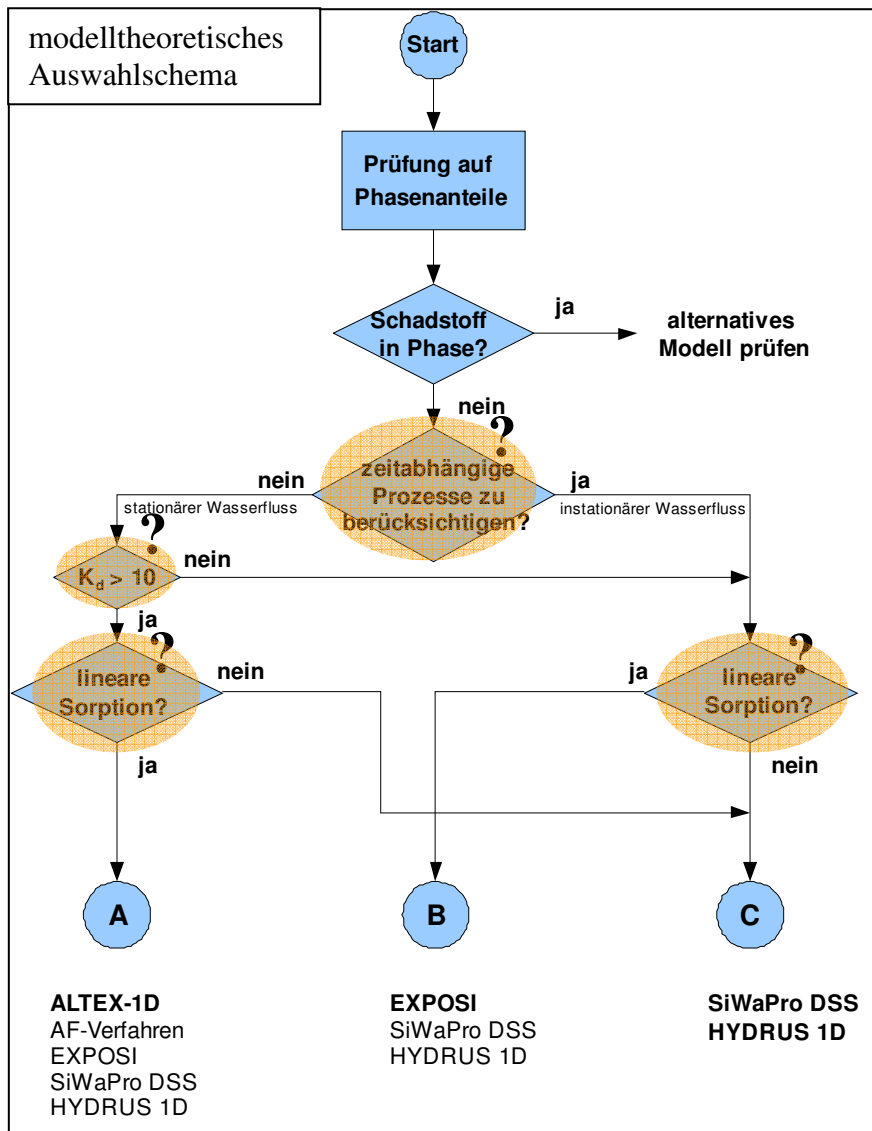 modelltheoretisches
Auswahlschema
Start
Prüfung auf
Phasenanteile
Schadstoff
in Phase?
ja
alternatives
Modell prüfen
nein
?
zeitabhängige
Prozesse zu
berücksichtigen?
nein
stationärer Wasserfluss
ja
instationärer Wasserfluss
?
K_d > 10
nein
ja
?
lineare
Sorption?
nein
ja
?
lineare
Sorption?
ja
nein
A
B
C
ALTEX-1D
AF-Verfahren
EXPOSI
SiWaPro DSS
HYDRUS 1D
EXPOSI
SiWaPro DSS
HYDRUS 1D
SiWaPro DSS
HYDRUS 1D